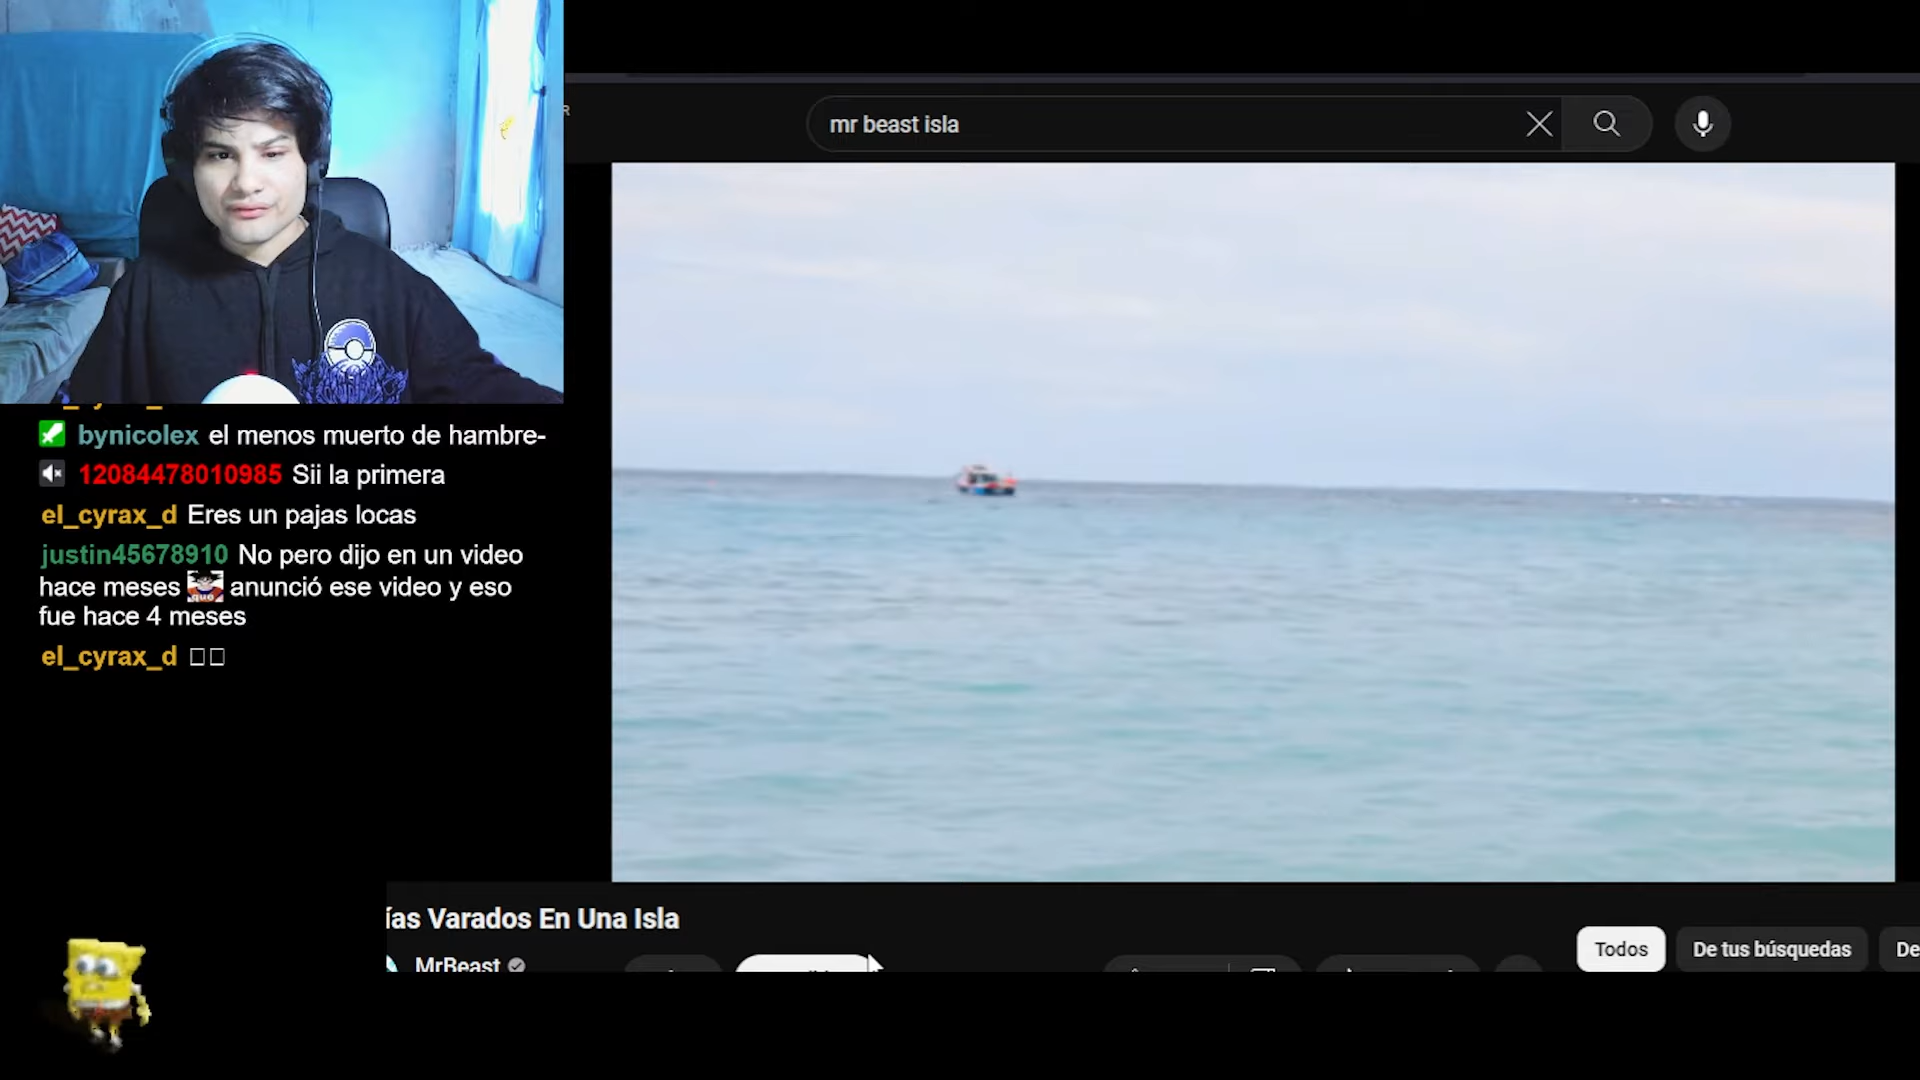 mr beast isla
bynicolex el menos muerto de hambre-
12084478010985 Sii la primera
el_cyrax_d Eres un pajas locas
justin45678910 No pero dijo en un video
hace meses anunció ese video y eso
fue hace 4 meses
el_cyrax_d
Varados En Una Isla
MrBeast
Todos
De tus búsquedas